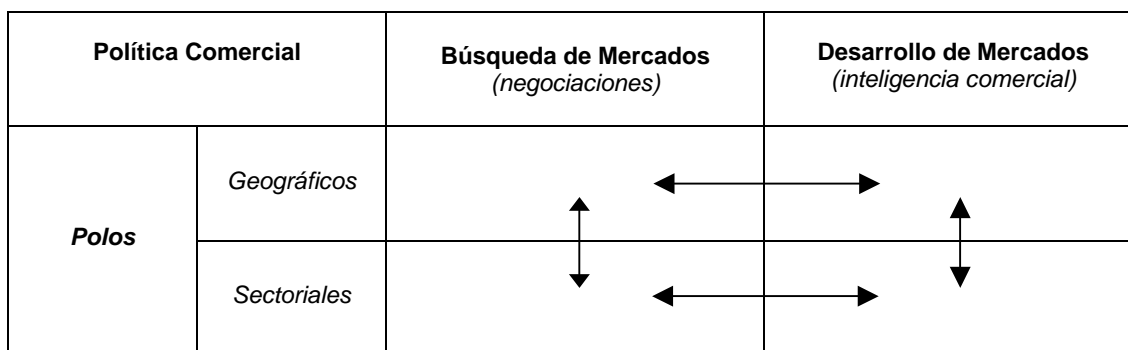 Política Comercial
Búsqueda de Mercados
(negociaciones)
Desarrollo de Mercados
(inteligencia comercial)
Polos
Geográficos
Sectoriales